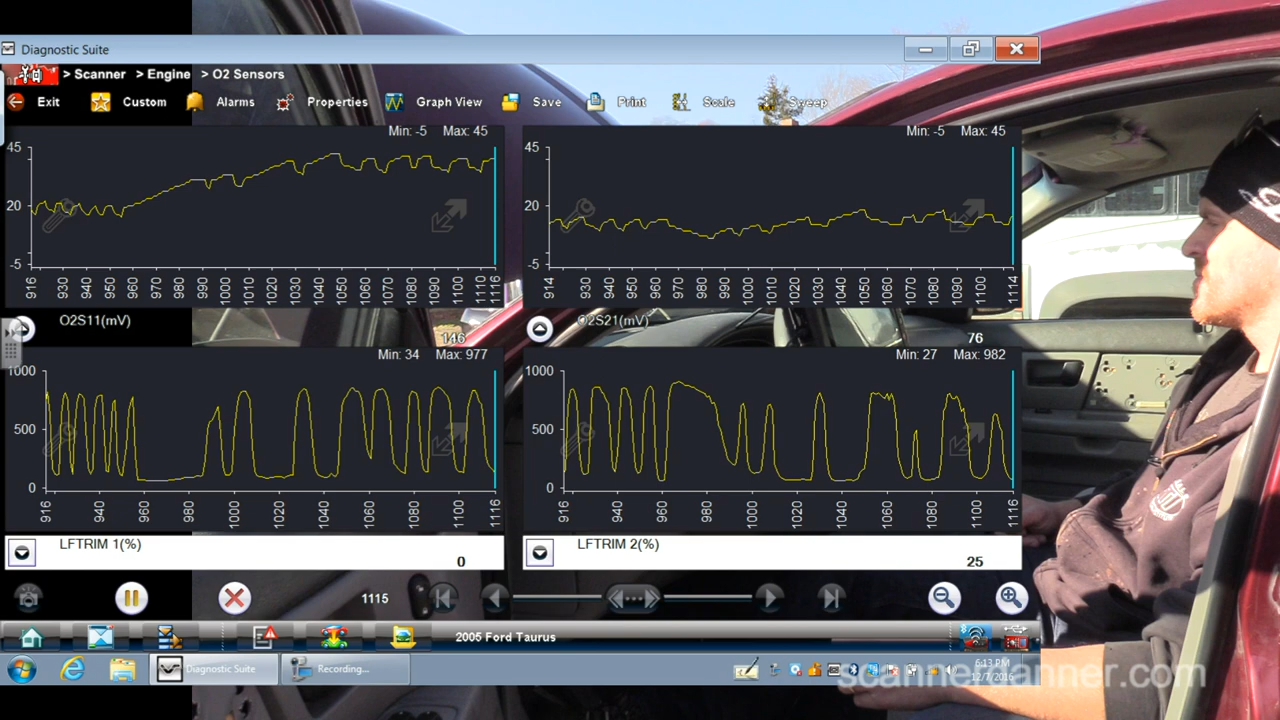 Diagnostic Suite
> Scanner > Engine > O2 Sensors
Exit Custom Alarms Properties Graph View Save Print Scale Sweep
Min: -5 Max: 45 Min: -5 Max: 45
45 45
20 20
-5 -5
916 930 940 950 960 970 980 990 1000 1010 1020 1030 1040 1050 1060 1070 1080 1090 1100 1110 1116
914 930 940 950 960 970 980 990 1000 1010 1020 1030 1040 1050 1060 1070 1080 1090 1100 1114
O2S11(mV) 146 O2S21(mV) 76
Min: 34 Max: 977 Min: 27 Max: 982
1000 1000
500 500
0 0
916 940 960 980 1000 1020 1040 1060 1080 1100 1116
916 940 960 980 1000 1020 1040 1060 1080 1100 1116
LFTRIM 1(%) 0 LFTRIM 2(%) 25
1115
2005 Ford Taurus
Diagnostic Suite Recording...
6:13 PM
12/7/2016
scannerdanner.com